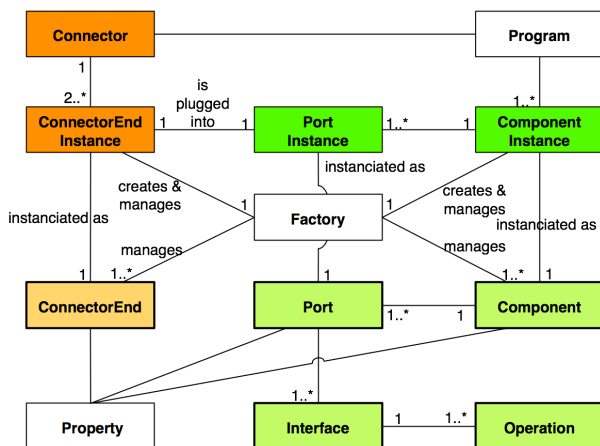 Connector
Program
1
2..*
1..*
is
plugged
into
ConnectorEnd
Instance
1
1
Port
Instance
1..*
1
Component
Instance
instanciated as
creates &
manages
creates &
manages
instanciated as
instanciated as
1
Factory
1
manages
manages
1
1..*
1
1..*
1
ConnectorEnd
Port
1..*
1
Component
1..*
Property
Interface
1
1..*
Operation